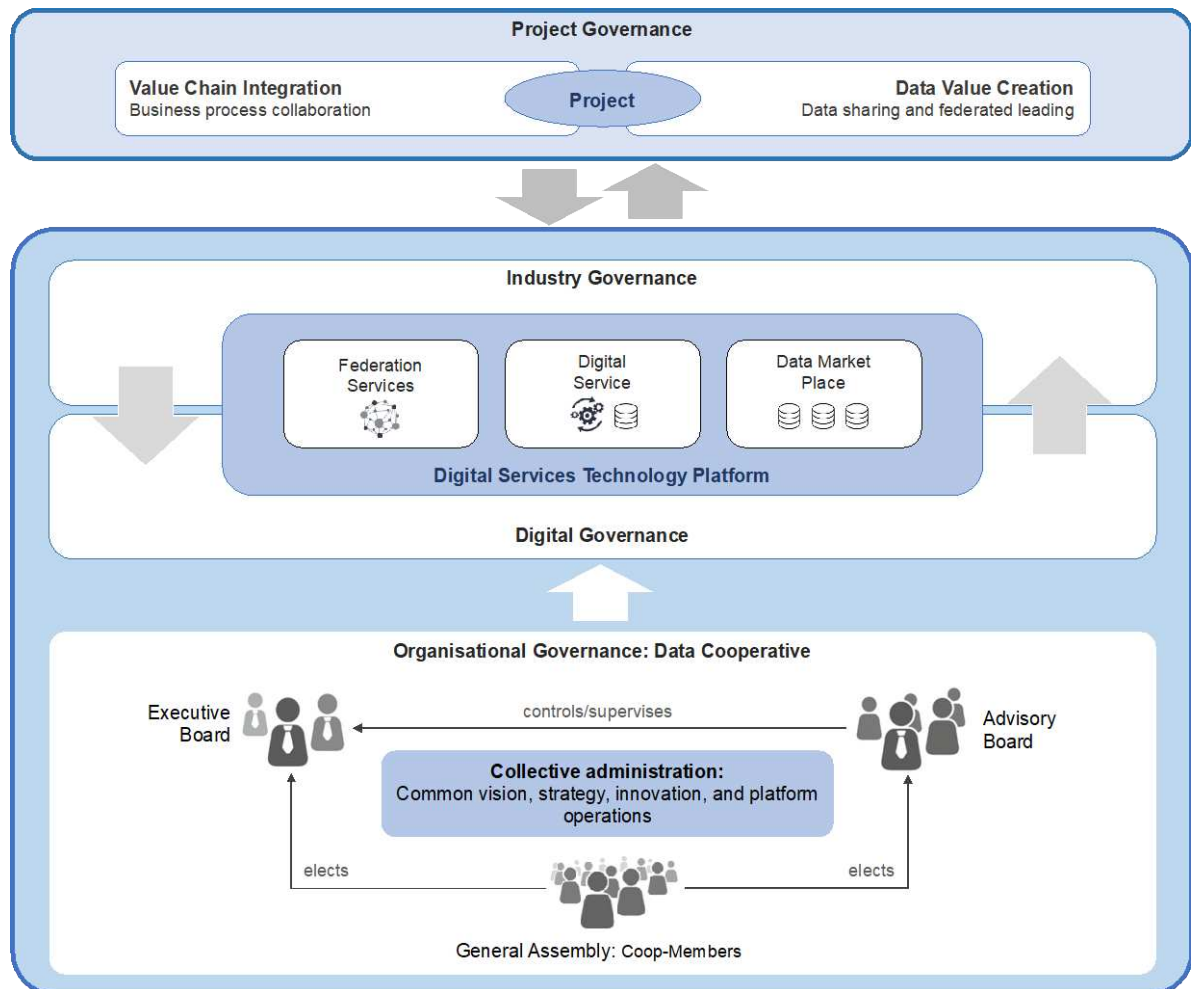 Project Governance
Value Chain Integration
Business process collaboration
Project
Data Value Creation
Data sharing and federated leading
Industry Governance
Federation
Services
Digital
Service
Data Market
Place
Digital Services Technology Platform
Digital Governance
Organisational Governance: Data Cooperative
Executive
Board
controls/supervises
Advisory
Board
Collective administration:
Common vision, strategy, innovation, and platform
operations
elects
elects
General Assembly: Coop-Members